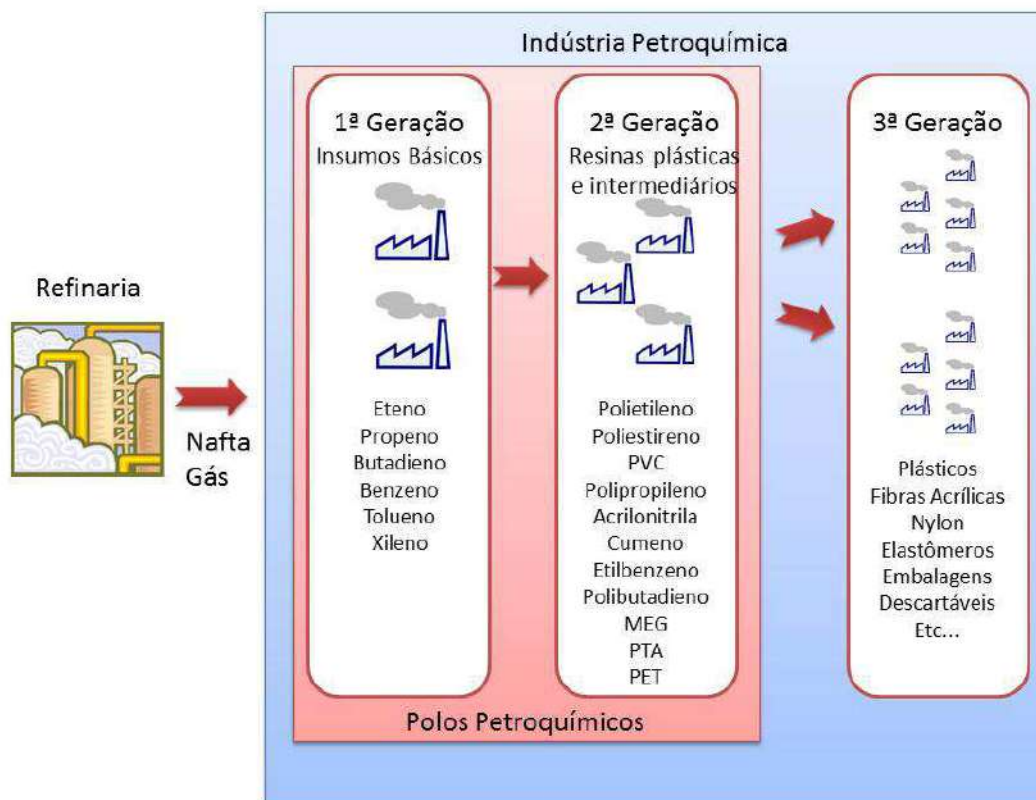 Indústria Petroquímica
1ª Geração
Insumos Básicos
2ª Geração
Resinas plásticas
e intermediários
3ª Geração
Refinaria
Nafta
Gás
Eteno
Propeno
Butadieno
Benzeno
Tolueno
Xileno
Polietileno
Poliestireno
PVC
Polipropileno
Acrilonitrila
Cumeno
Etilbenzeno
Polibutadieno
MEG
PTA
PET
Plásticos
Fibras Acrílicas
Nylon
Elastômeros
Embalagens
Descartáveis
Etc...
Polos Petroquímicos